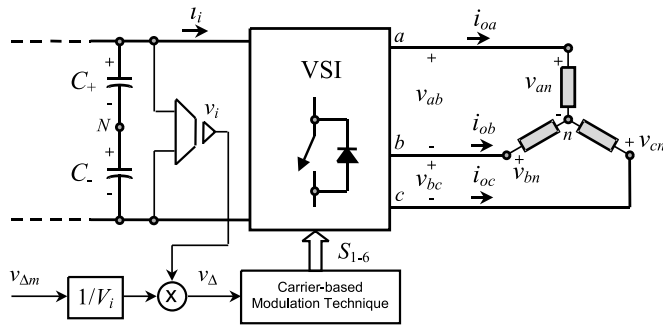 i_i
a
i_oa
+
C_+
-
+
VSI
+
v_an
-
v_i
v_ab
N
n
b
-
i_ob
+
v_cn
+
C_-
-
+
v_bc
-
+
v_bn
c
i_oc
S_1-6
v_Δm
1/V_i
x
v_Δ
Carrier-based
Modulation Technique